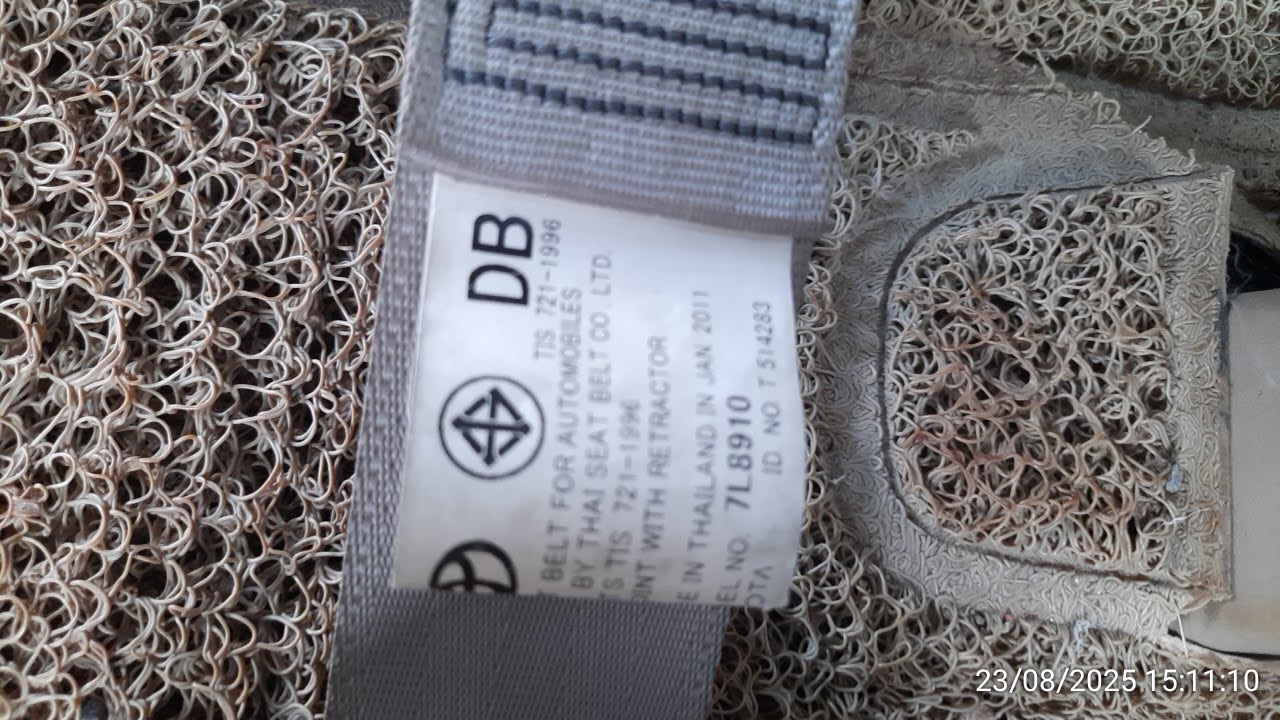 DB
TIS 721-1996
BELT FOR AUTOMOBILES
BY THAI SEAT BELT CO. LTD.
TIS 721-1996
WITH RETRACTOR
E IN THAILAND IN JAN 2011
EL NO. 7L8910
OTA ID NO T 514283
23/08/2025 15:11:10